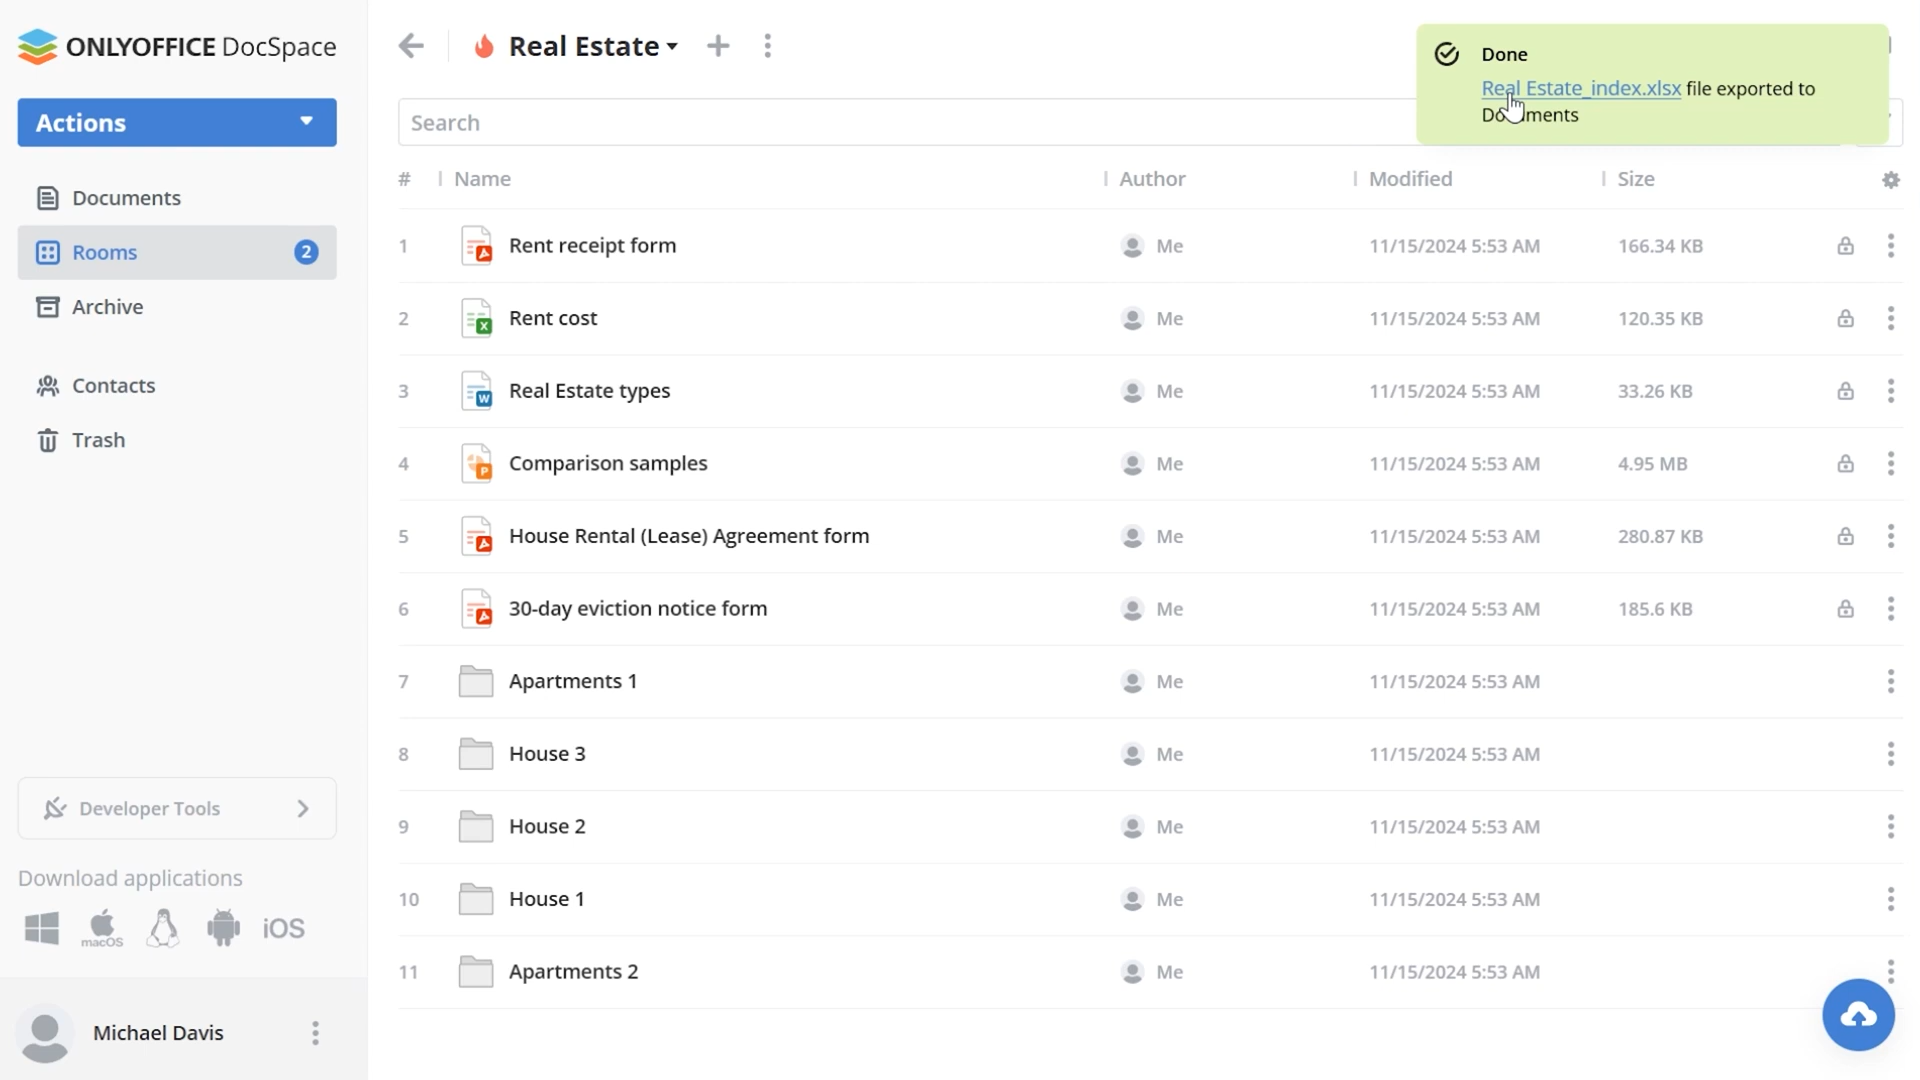 ONLYOFFICE DocSpace
Actions
Documents
Rooms 2
Archive
Contacts
Trash
Developer Tools
Download applications
macOS iOS
Michael Davis
Real Estate
Done
Real Estate_index.xlsx file exported to
Documents
Search
# Name Author Modified Size
1 Rent receipt form Me 11/15/2024 5:53 AM 166.34 KB
2 Rent cost Me 11/15/2024 5:53 AM 120.35 KB
3 Real Estate types Me 11/15/2024 5:53 AM 33.26 KB
4 Comparison samples Me 11/15/2024 5:53 AM 4.95 MB
5 House Rental (Lease) Agreement form Me 11/15/2024 5:53 AM 280.87 KB
6 30-day eviction notice form Me 11/15/2024 5:53 AM 185.6 KB
7 Apartments 1 Me 11/15/2024 5:53 AM
8 House 3 Me 11/15/2024 5:53 AM
9 House 2 Me 11/15/2024 5:53 AM
10 House 1 Me 11/15/2024 5:53 AM
11 Apartments 2 Me 11/15/2024 5:53 AM